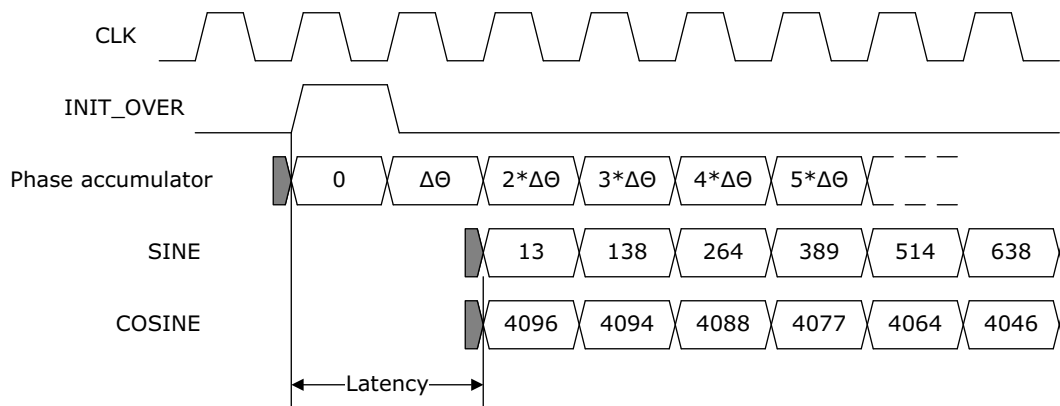 CLK
INIT_OVER
Phase accumulator 0 ΔΘ 2*ΔΘ 3*ΔΘ 4*ΔΘ 5*ΔΘ
SINE 13 138 264 389 514 638
COSINE 4096 4094 4088 4077 4064 4046
Latency